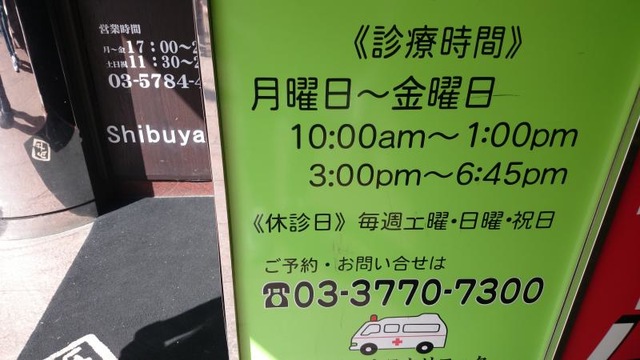 営業時間
月～金17：00～
土日祝11：30～
03-5784-4
Shibuya
《診療時間》
月曜日～金曜日
10:00am～1:00pm
3:00pm～6:45pm
《休診日》毎週土曜・日曜・祝日
ご予約・お問い合せは
☎03-3770-7300